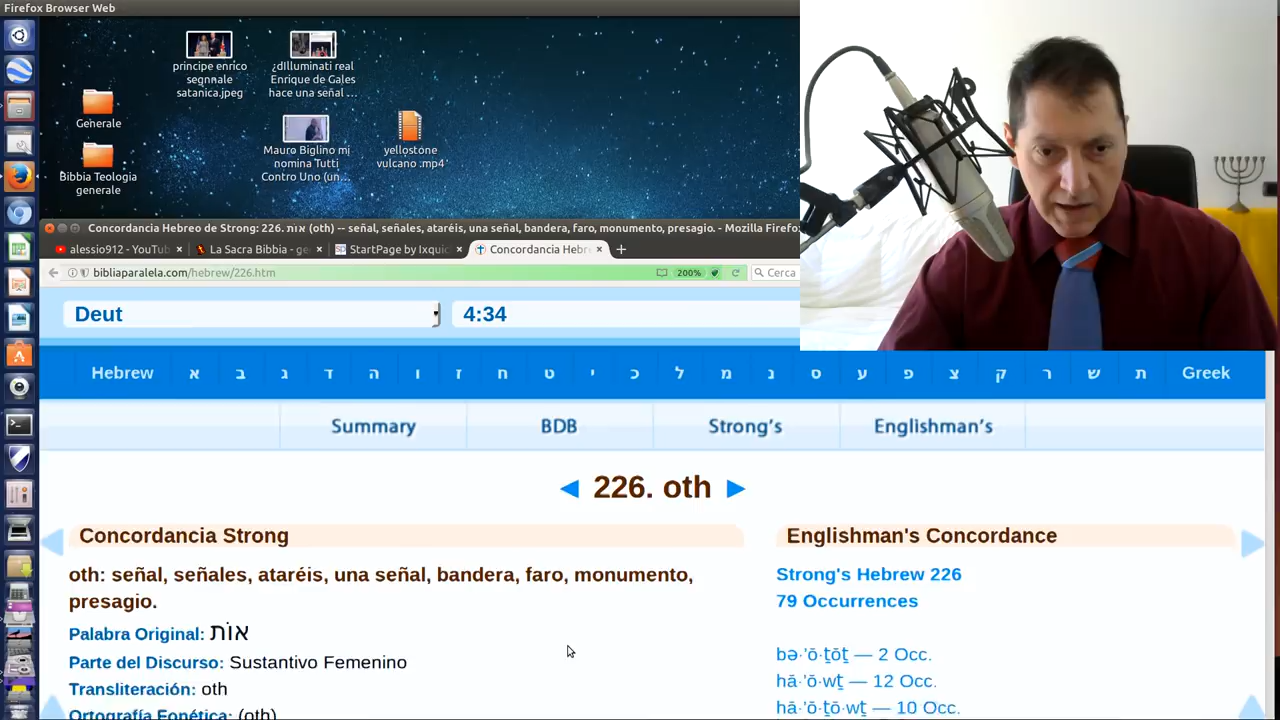 Firefox Browser Web
principe enrico
segnnale
satanica.jpeg
¿dIlluminati real
Enrique de Gales
hace una señal ...
Generale
Mauro Biglino mi
nomina Tutti
Contro Uno (un...
yellostone
vulcano .mp4
Bibbia Teologia
generale
Concordancia Hebreo de Strong: 226. אוֹת (oth) -- señal, señales, ataréis, una señal, bandera, faro, monumento, presagio. - Mozilla Firefo
alessio912 - YouTub
La Sacra Bibbia - ge
StartPage by Ixquic
Concordancia Hebr
bibliaparalela.com/hebrew/226.htm
200%
Cerca
Deut
4:34
Hebrew א ב ג ד ה ו ז ח ט י כ ל מ נ ס ע פ צ ק ר ש ת Greek
Summary
BDB
Strong's
Englishman's
226. oth
Concordancia Strong
oth: señal, señales, ataréis, una señal, bandera, faro, monumento,
presagio.
Palabra Original: אוֹת
Parte del Discurso: Sustantivo Femenino
Transliteración: oth
Ortografía Fonética: (oth)
Englishman's Concordance
Strong's Hebrew 226
79 Occurrences
bə·'ō·ṯōṯ — 2 Occ.
hā·'ō·wṯ — 12 Occ.
hā·'ō·ṯō·wṯ — 10 Occ.